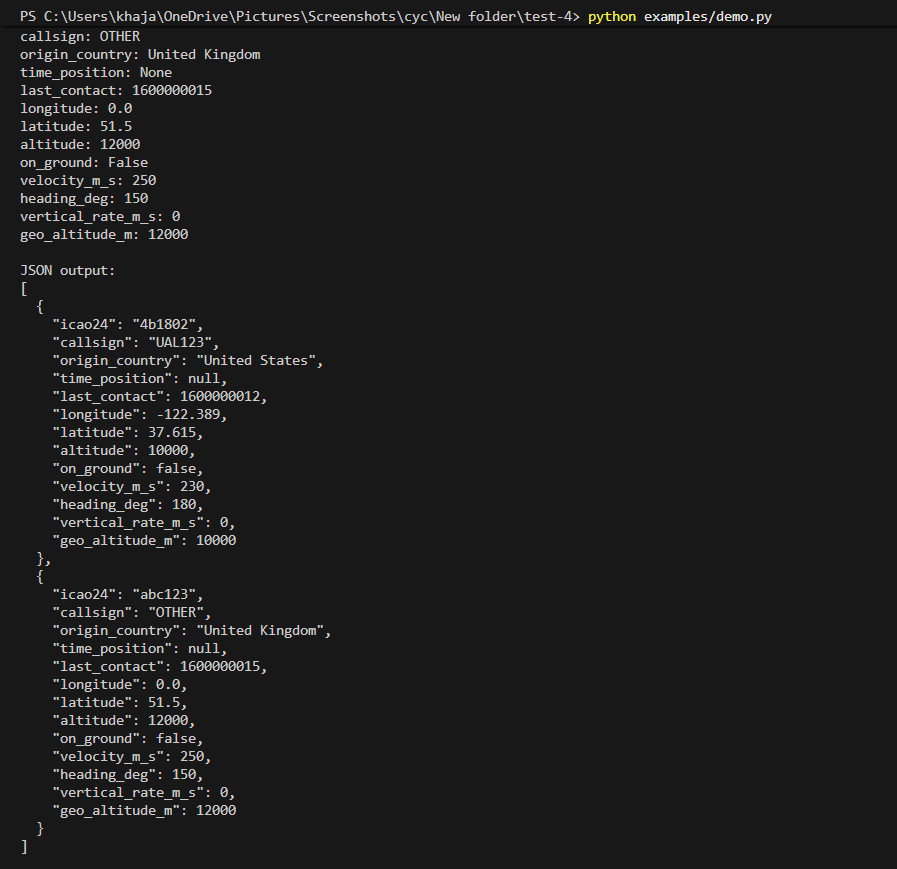 PS C:\Users\khaja\OneDrive\Pictures\Screenshots\cyc\New folder\test-4> python examples/demo.py
callsign: OTHER
origin_country: United Kingdom
time_position: None
last_contact: 1600000015
longitude: 0.0
latitude: 51.5
altitude: 12000
on_ground: False
velocity_m_s: 250
heading_deg: 150
vertical_rate_m_s: 0
geo_altitude_m: 12000

JSON output:
[
  {
    "icao24": "4b1802",
    "callsign": "UAL123",
    "origin_country": "United States",
    "time_position": null,
    "last_contact": 1600000012,
    "longitude": -122.389,
    "latitude": 37.615,
    "altitude": 10000,
    "on_ground": false,
    "velocity_m_s": 230,
    "heading_deg": 180,
    "vertical_rate_m_s": 0,
    "geo_altitude_m": 10000
  },
  {
    "icao24": "abc123",
    "callsign": "OTHER",
    "origin_country": "United Kingdom",
    "time_position": null,
    "last_contact": 1600000015,
    "longitude": 0.0,
    "latitude": 51.5,
    "altitude": 12000,
    "on_ground": false,
    "velocity_m_s": 250,
    "heading_deg": 150,
    "vertical_rate_m_s": 0,
    "geo_altitude_m": 12000
  }
]